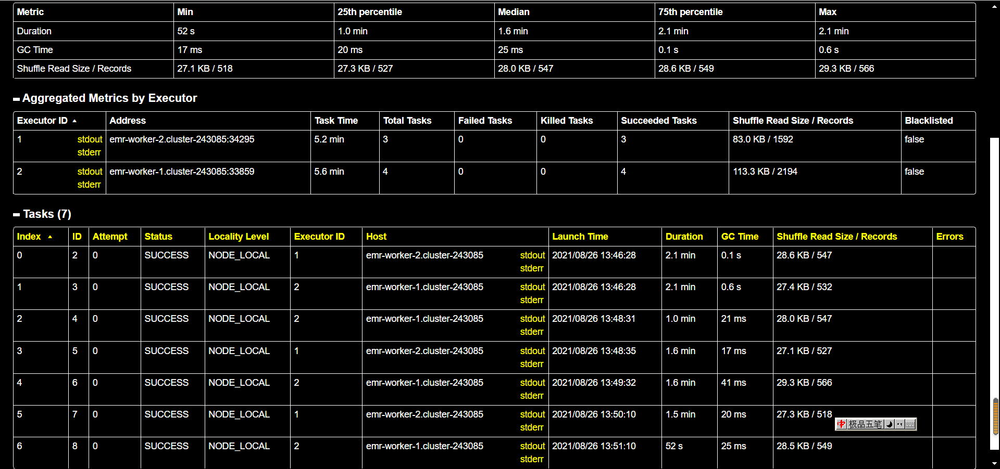 Metric Min 25th percentile Median 75th percentile Max
Duration 52 s 1.0 min 1.6 min 2.1 min 2.1 min
GC Time 17 ms 20 ms 25 ms 0.1 s 0.6 s
Shuffle Read Size / Records 27.1 KB / 518 27.3 KB / 527 28.0 KB / 547 28.6 KB / 549 29.3 KB / 566
Aggregated Metrics by Executor
Executor ID Address Task Time Total Tasks Failed Tasks Killed Tasks Succeeded Tasks Shuffle Read Size / Records Blacklisted
1 stdout emr-worker-2.cluster-243085:34295 5.2 min 3 0 0 3 83.0 KB / 1592 false
stderr
2 stdout emr-worker-1.cluster-243085:33859 5.6 min 4 0 0 4 113.3 KB / 2194 false
stderr
Tasks (7)
Index ID Attempt Status Locality Level Executor ID Host Launch Time Duration GC Time Shuffle Read Size / Records Errors
0 2 0 SUCCESS NODE_LOCAL 1 emr-worker-2.cluster-243085 stdout 2021/08/26 13:46:28 2.1 min 0.1 s 28.6 KB / 547
stderr
1 3 0 SUCCESS NODE_LOCAL 2 emr-worker-1.cluster-243085 stdout 2021/08/26 13:46:28 2.1 min 0.6 s 27.4 KB / 532
stderr
2 4 0 SUCCESS NODE_LOCAL 2 emr-worker-1.cluster-243085 stdout 2021/08/26 13:48:31 1.0 min 21 ms 28.0 KB / 547
stderr
3 5 0 SUCCESS NODE_LOCAL 1 emr-worker-2.cluster-243085 stdout 2021/08/26 13:48:35 1.6 min 17 ms 27.1 KB / 527
stderr
4 6 0 SUCCESS NODE_LOCAL 2 emr-worker-1.cluster-243085 stdout 2021/08/26 13:49:32 1.6 min 41 ms 29.3 KB / 566
stderr
5 7 0 SUCCESS NODE_LOCAL 1 emr-worker-2.cluster-243085 stdout 2021/08/26 13:50:10 1.5 min 20 ms 27.3 KB / 518
stderr
中 极品五笔
6 8 0 SUCCESS NODE_LOCAL 2 emr-worker-1.cluster-243085 stdout 2021/08/26 13:51:10 52 s 25 ms 28.5 KB / 549
stderr